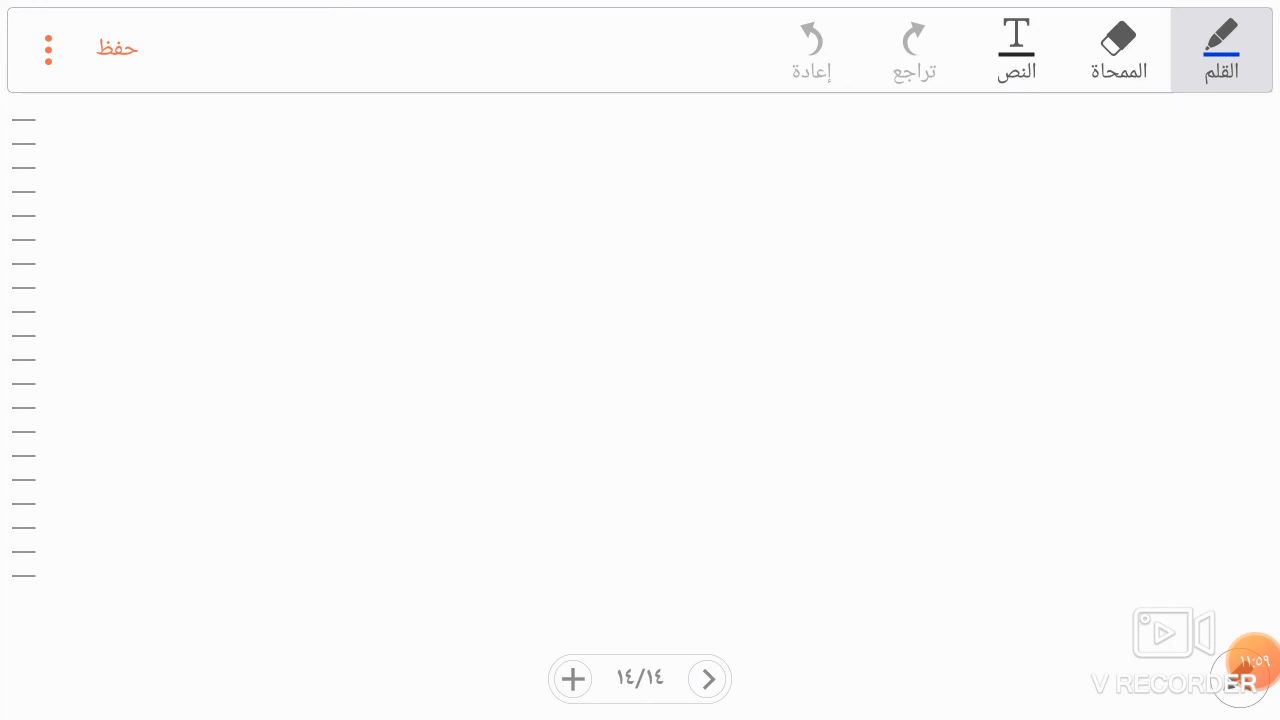 القلم
الممحاة
النص
تراجع
إعادة
حفظ
١٤/١٤
١١:٥٩
V RECORDER